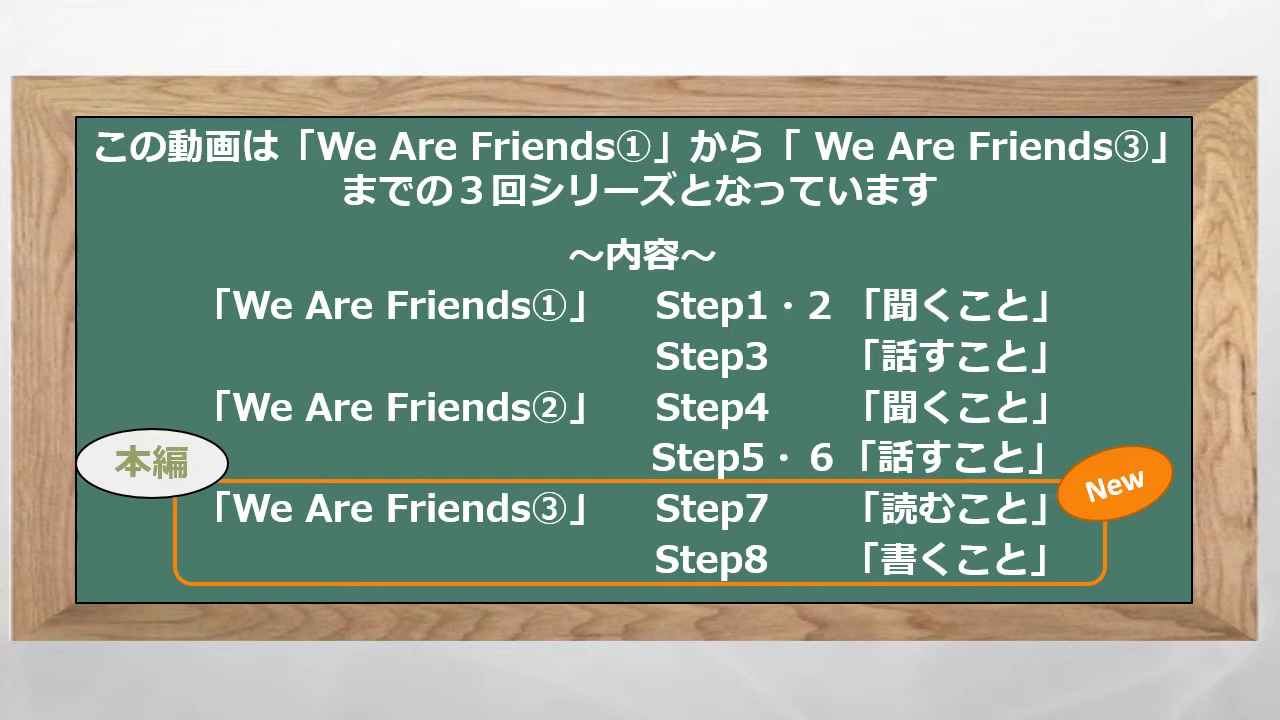 この動画は「We Are Friends①」から「 We Are Friends③」
までの３回シリーズとなっています
～内容～
「We Are Friends①」 Step1・2 「聞くこと」
Step3 「話すこと」
「We Are Friends②」 Step4 「聞くこと」
本編
Step5・6 「話すこと」
New
「We Are Friends③」 Step7 「読むこと」
Step8 「書くこと」